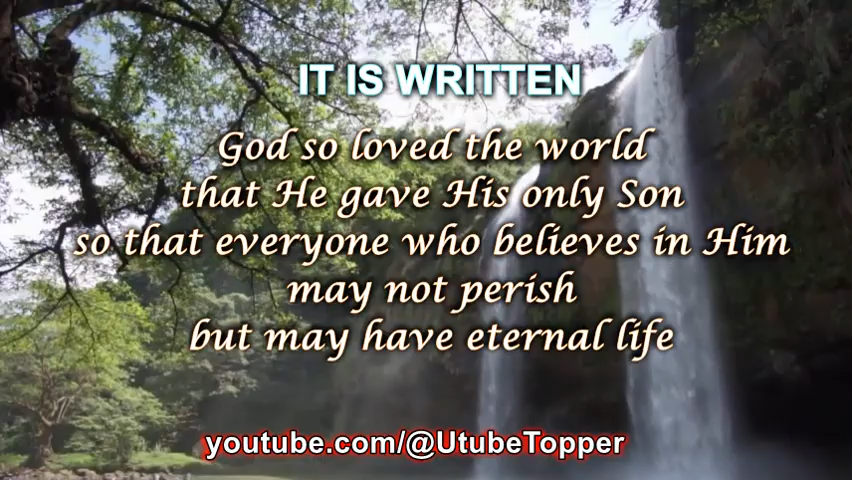 IT IS WRITTEN
God so loved the world
that He gave His only Son
so that everyone who believes in Him
may not perish
but may have eternal life
youtube.com/@UtubeTopper